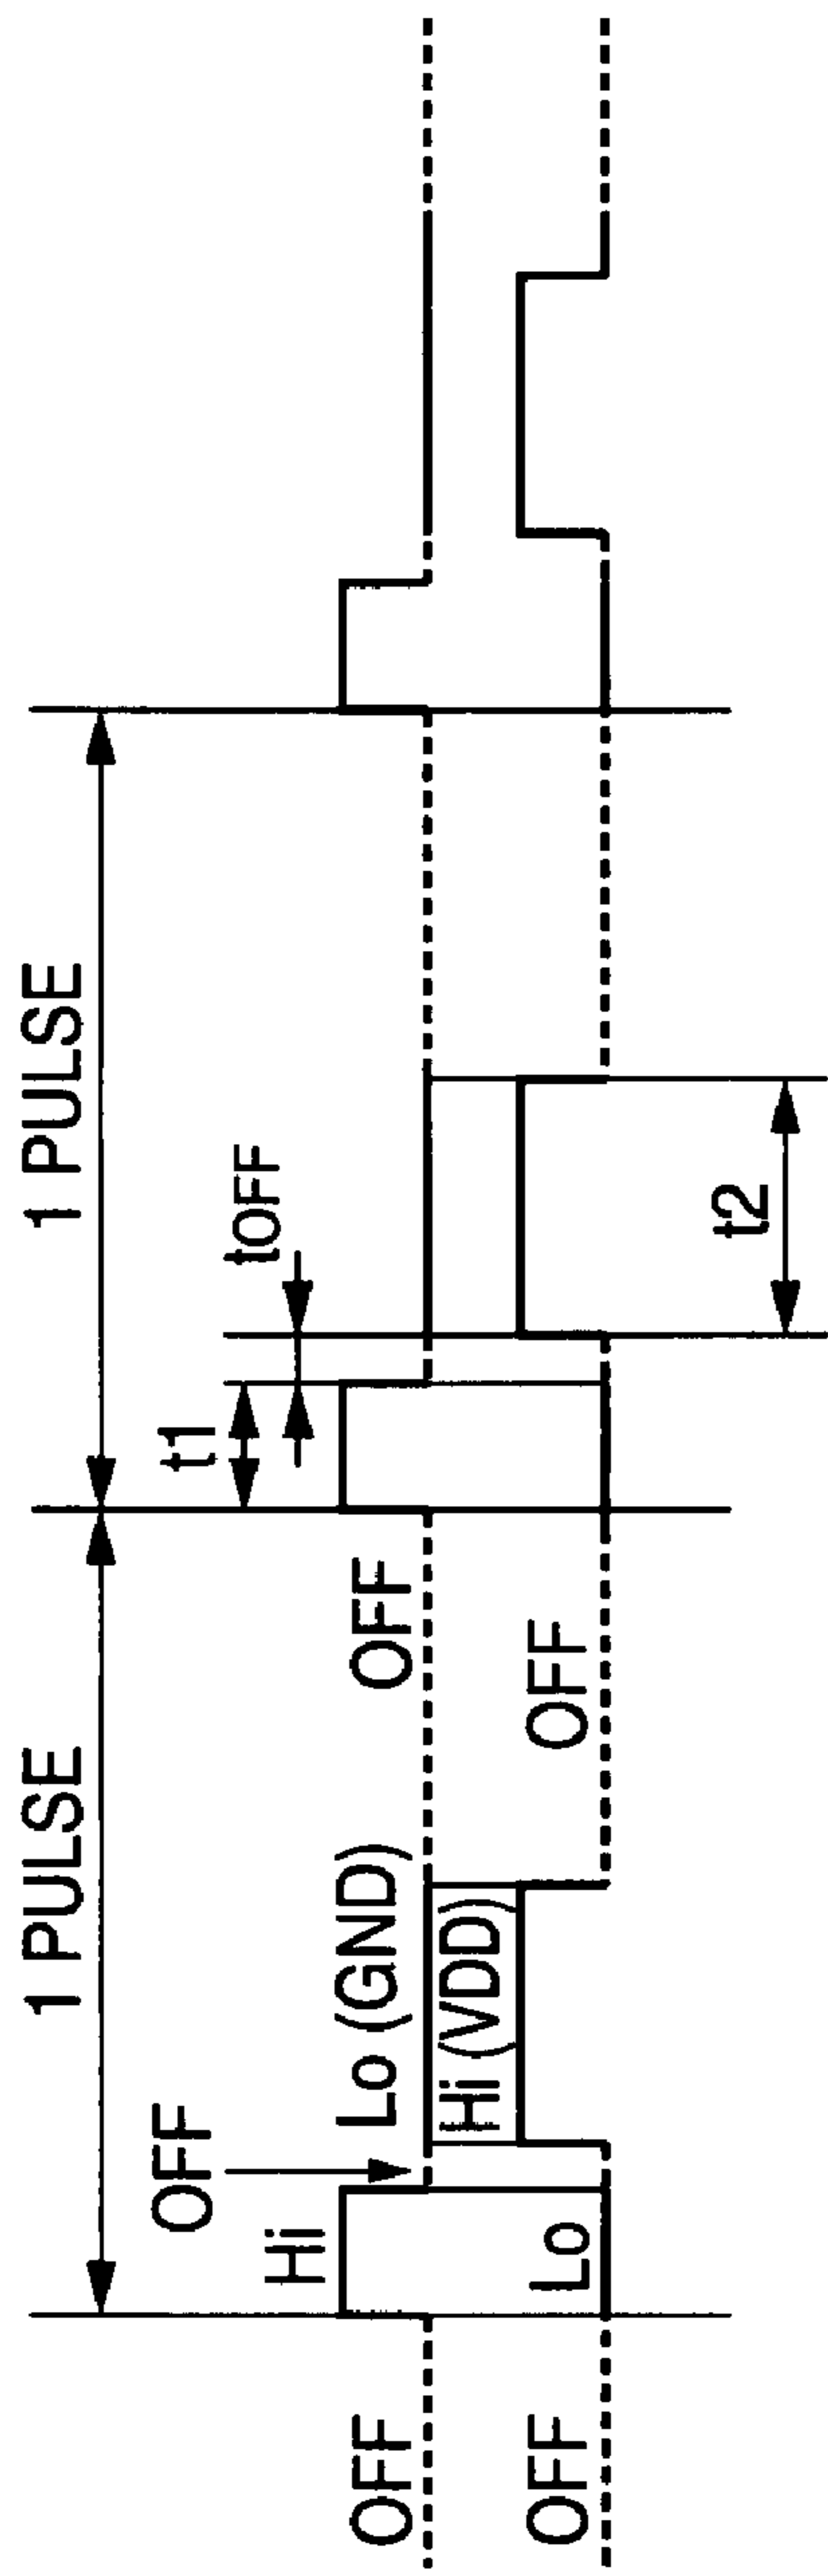 1 PULSE
1 PULSE
OFF
t1
tOFF
Hi
OFF
Lo (GND)
OFF
Hi (VDD)
OFF
Lo
OFF
t2